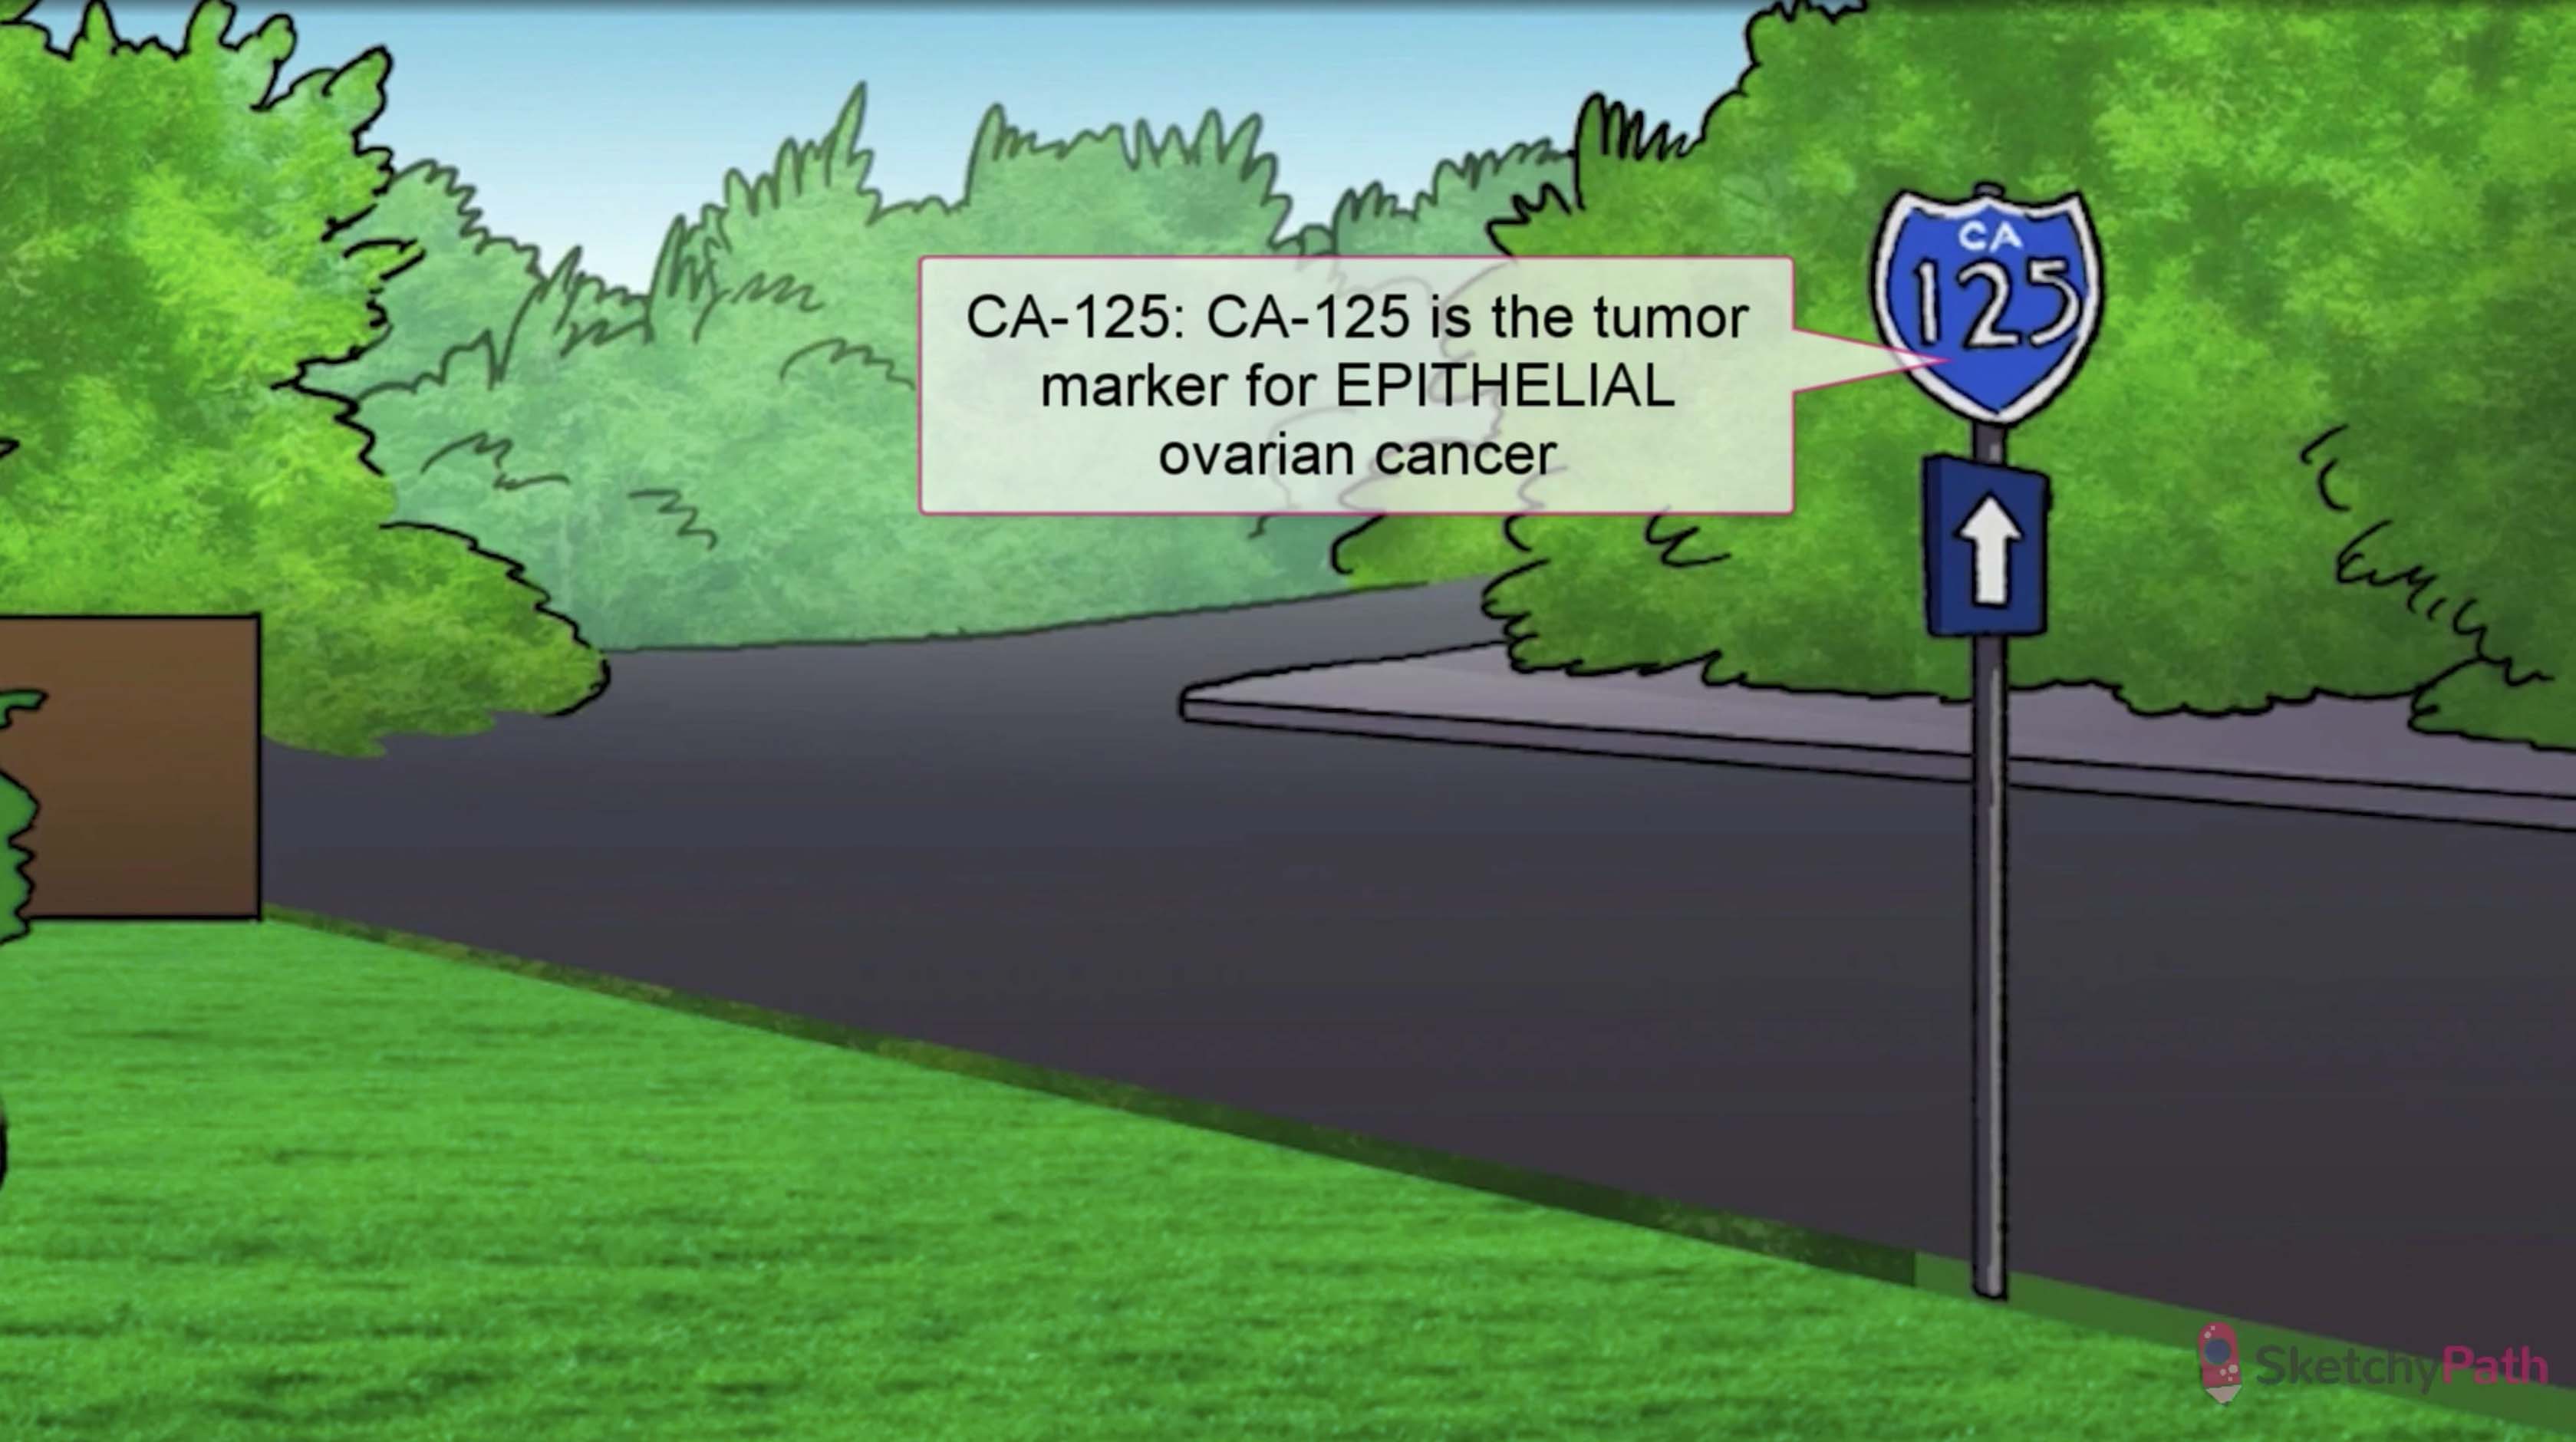 CA
125
CA-125: CA-125 is the tumor
marker for EPITHELIAL
ovarian cancer
SketchyPath